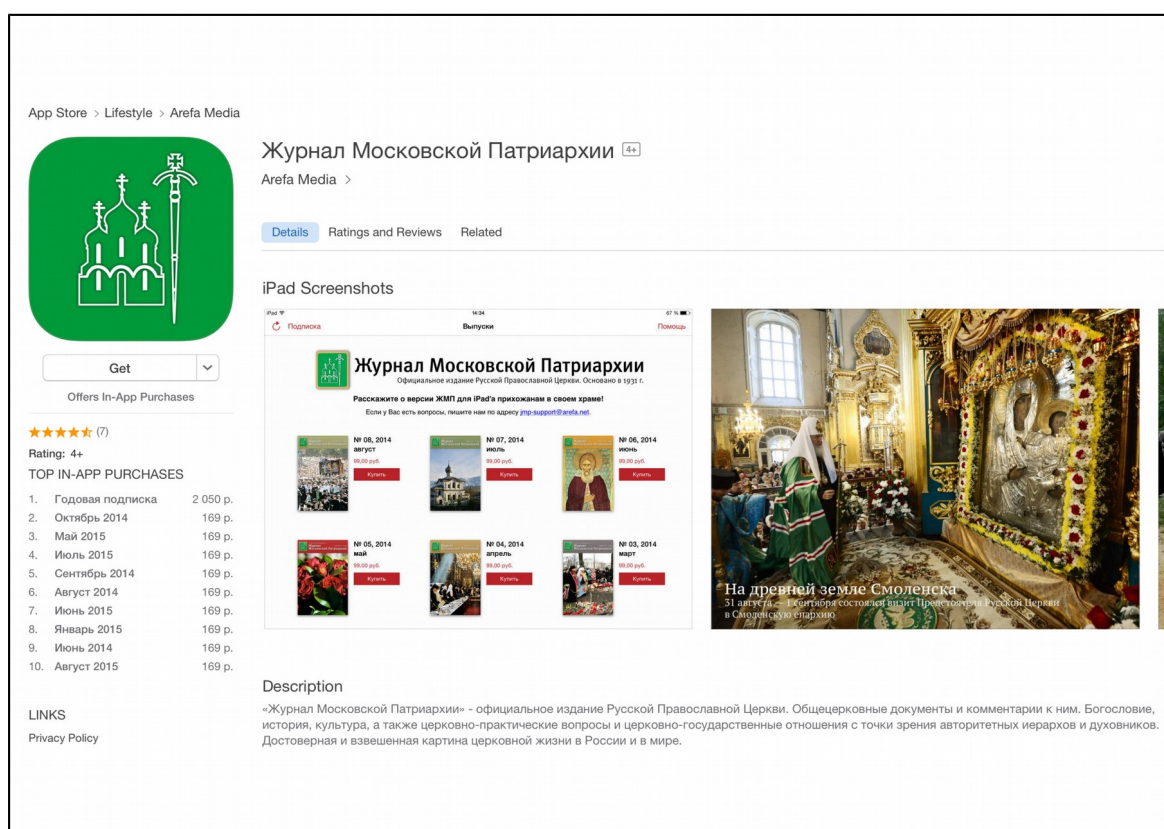 App Store > Lifestyle > Arefa Media
Журнал Московской Патриархии 4+
Arefa Media >
Details Ratings and Reviews Related
iPad Screenshots
iPad 14:34 67 %
Подписка Выпуски Помощь
Журнал Московской Патриархии
Официальное издание Русской Православной Церкви. Основано в 1931 г.
Расскажите о версии ЖМП для iPad'а прихожанам в своем храме!
Если у Вас есть вопросы, пишите нам по адресу jmp-support@arefa.net.
№ 08, 2014
август
99,00 руб.
Купить
№ 07, 2014
июль
99,00 руб.
Купить
№ 06, 2014
июнь
99,00 руб.
Купить
№ 05, 2014
май
99,00 руб.
Купить
№ 04, 2014
апрель
99,00 руб.
Купить
№ 03, 2014
март
99,00 руб.
Купить
На древней земле Смоленска
31 августа — 1 сентября состоялся визит Предстоятеля Русской Церкви
в Смоленскую епархию
Get
Offers In-App Purchases
(7)
Rating: 4+
TOP IN-APP PURCHASES
1. Годовая подписка 2 050 р.
2. Октябрь 2014 169 р.
3. Май 2015 169 р.
4. Июль 2015 169 р.
5. Сентябрь 2014 169 р.
6. Август 2014 169 р.
7. Июнь 2015 169 р.
8. Январь 2015 169 р.
9. Июнь 2014 169 р.
10. Август 2015 169 р.
LINKS
Privacy Policy
Description
«Журнал Московской Патриархии» - официальное издание Русской Православной Церкви. Общецерковные документы и комментарии к ним. Богословие,
история, культура, а также церковно-практические вопросы и церковно-государственные отношения с точки зрения авторитетных иерархов и духовников.
Достоверная и взвешенная картина церковной жизни в России и в мире.